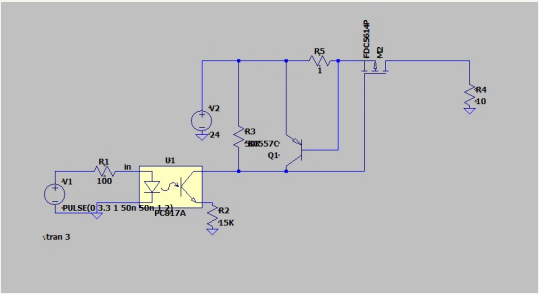 FDC5614P
M2
R5
1
R4
10
V2
24
R3
Q1
U1
R1
in
100
V1
PULSE(0 3.3 1 50n 50n 1 2)
PC817A
R2
15K
.tran 3